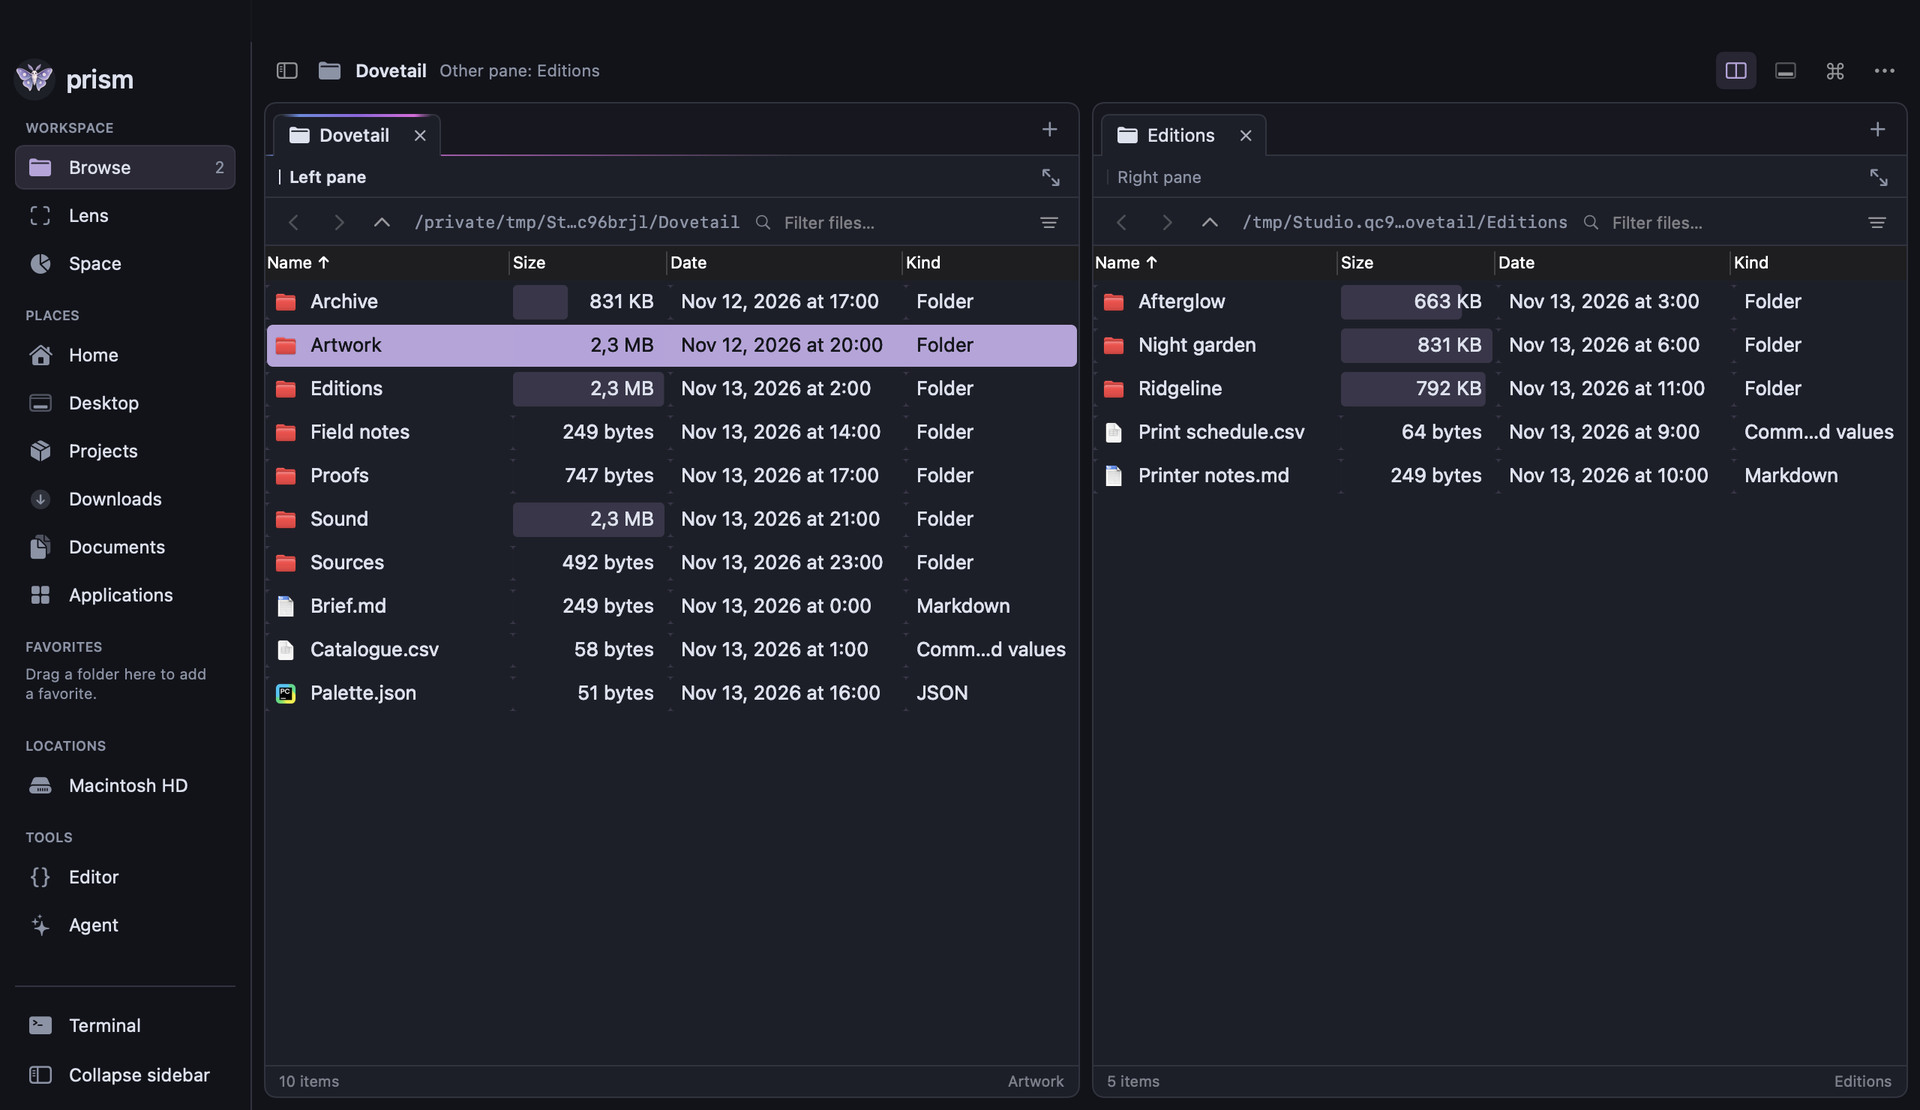 prism
WORKSPACE
Browse 2
Lens
Space
PLACES
Home
Desktop
Projects
Downloads
Documents
Applications
FAVORITES
Drag a folder here to add
a favorite.
LOCATIONS
Macintosh HD
TOOLS
Editor
Agent
Terminal
Collapse sidebar
Dovetail Other pane: Editions
Dovetail
Left pane
/private/tmp/St…c96brjl/Dovetail Filter files…
Name Size Date Kind
Archive 831 KB Nov 12, 2026 at 17:00 Folder
Artwork 2,3 MB Nov 12, 2026 at 20:00 Folder
Editions 2,3 MB Nov 13, 2026 at 2:00 Folder
Field notes 249 bytes Nov 13, 2026 at 14:00 Folder
Proofs 747 bytes Nov 13, 2026 at 17:00 Folder
Sound 2,3 MB Nov 13, 2026 at 21:00 Folder
Sources 492 bytes Nov 13, 2026 at 23:00 Folder
Brief.md 249 bytes Nov 13, 2026 at 0:00 Markdown
Catalogue.csv 58 bytes Nov 13, 2026 at 1:00 Comm…d values
Palette.json 51 bytes Nov 13, 2026 at 16:00 JSON
10 items Artwork
Editions
Right pane
/tmp/Studio.qc9…ovetail/Editions Filter files…
Name Size Date Kind
Afterglow 663 KB Nov 13, 2026 at 3:00 Folder
Night garden 831 KB Nov 13, 2026 at 6:00 Folder
Ridgeline 792 KB Nov 13, 2026 at 11:00 Folder
Print schedule.csv 64 bytes Nov 13, 2026 at 9:00 Comm…d values
Printer notes.md 249 bytes Nov 13, 2026 at 10:00 Markdown
5 items Editions